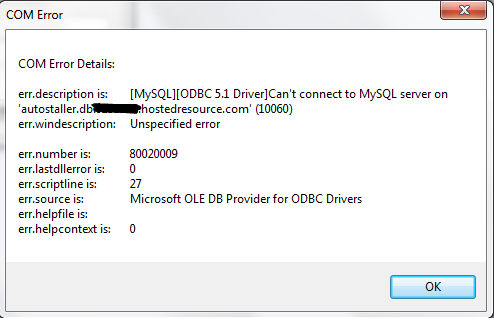 COM Error
COM Error Details:
err.description is: [MySQL][ODBC 5.1 Driver]Can't connect to MySQL server on
'autostaller.db hostedresource.com' (10060)
err.windescription: Unspecified error
err.number is: 80020009
err.lastdllerror is: 0
err.scriptline is: 27
err.source is: Microsoft OLE DB Provider for ODBC Drivers
err.helpfile is:
err.helpcontext is: 0
OK